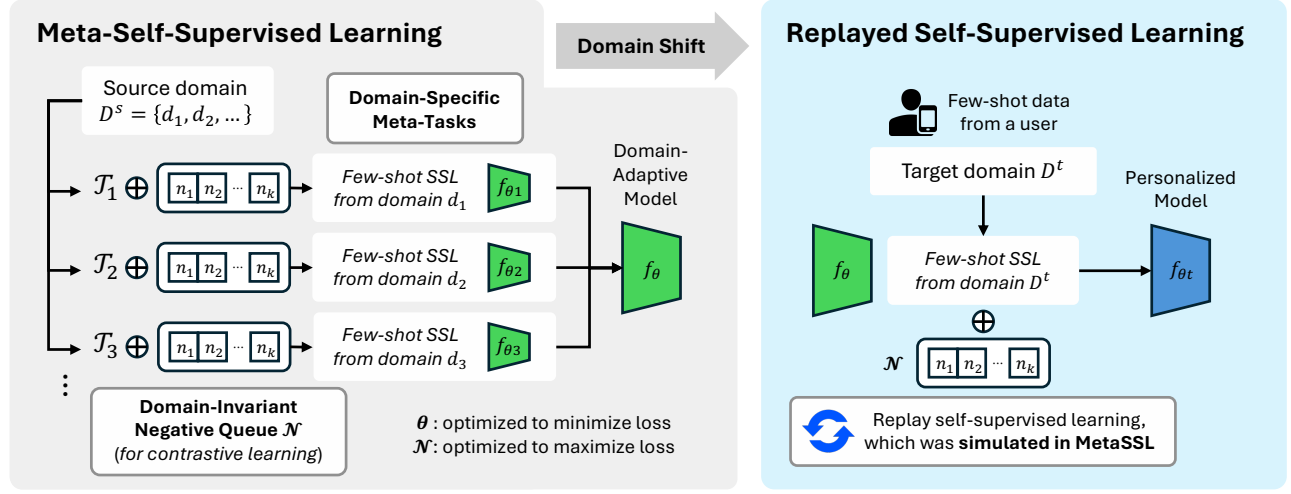 Meta-Self-Supervised Learning
Source domain
D^s = {d_1, d_2, … }
Domain-Specific
Meta-Tasks
𝒯_1 ⊕ n_1 n_2 ··· n_k
Few-shot SSL
from domain d_1
f_θ1
𝒯_2 ⊕ n_1 n_2 ··· n_k
Few-shot SSL
from domain d_2
f_θ2
𝒯_3 ⊕ n_1 n_2 ··· n_k
Few-shot SSL
from domain d_3
f_θ3
⋮
Domain-
Adaptive
Model
f_θ
Domain-Invariant
Negative Queue 𝒩
(for contrastive learning)
θ : optimized to minimize loss
𝒩: optimized to maximize loss
Domain Shift
Replayed Self-Supervised Learning
Few-shot data
from a user
Target domain D^t
f_θ
Few-shot SSL
from domain D^t
Personalized
Model
f_θt
⊕
𝒩 n_1 n_2 ··· n_k
Replay self-supervised learning,
which was simulated in MetaSSL